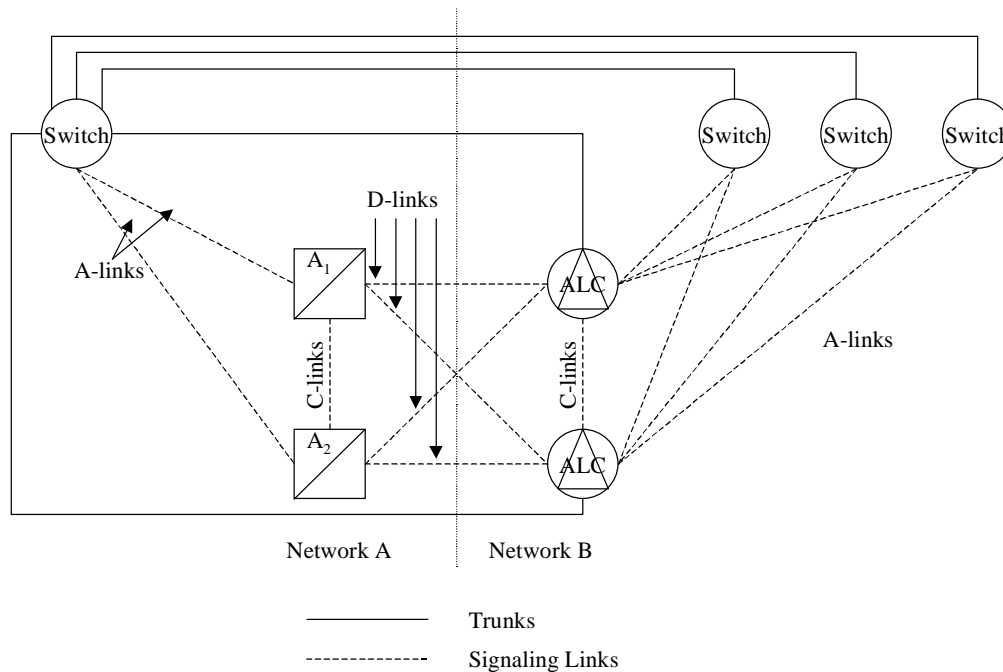 Switch
Switch
Switch
Switch
D-links
A-links
A1
ALC
C-links
C-links
A-links
A2
ALC
Network A
Network B
Trunks
Signaling Links